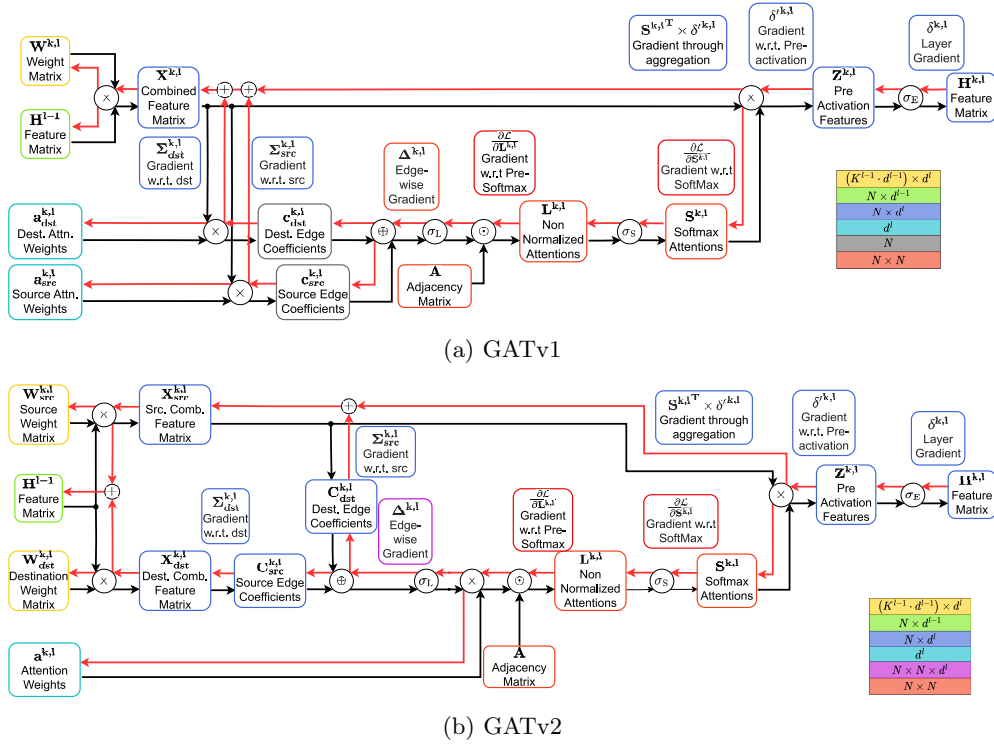 W^{k,l}
Weight
Matrix
H^{l-1}
Feature
Matrix
×
X^{k,l}
Combined
Feature
Matrix
+
+
S^{k,l^T} × δ'^{k,l}
Gradient through
aggregation
δ'^{k,l}
Gradient
w.r.t. Pre-
activation
δ^{k,l}
Layer
Gradient
×
Z^{k,l}
Pre
Activation
Features
σ_E
H^{k,l}
Feature
Matrix
Σ^{k,l}_{dst}
Gradient
w.r.t. dst
Σ^{k,l}_{src}
Gradient
w.r.t. src
Δ^{k,l}
Edge-
wise
Gradient
∂L/∂L^{k,l}
Gradient
w.r.t Pre-
Softmax
∂L/∂S^{k,l}
Gradient w.r.t
SoftMax
a^{k,l}_{dst}
Dest. Attn.
Weights
×
c^{k,l}_{dst}
Dest. Edge
Coefficients
⊕
σ_L
⊙
L^{k,l}
Non
Normalized
Attentions
σ_S
S^{k,l}
Softmax
Attentions
a^{k,l}_{src}
Source Attn.
Weights
×
c^{k,l}_{src}
Source Edge
Coefficients
A
Adjacency
Matrix
(K^{l-1} · d^{l-1}) × d^l
N × d^{l-1}
N × d^l
d^l
N
N × N
(a) GATv1
W^{k,l}_{src}
Source
Weight
Matrix
×
X^{k,l}_{src}
Src. Comb.
Feature
Matrix
+
S^{k,l^T} × δ'^{k,l}
Gradient through
aggregation
δ'^{k,l}
Gradient
w.r.t. Pre-
activation
δ^{k,l}
Layer
Gradient
Σ^{k,l}_{src}
Gradient
w.r.t. src
H^{l-1}
Feature
Matrix
+
Σ^{k,l}_{dst}
Gradient
w.r.t. dst
C^{k,l}_{dst}
Dest. Edge
Coefficients
Δ^{k,l}
Edge-
wise
Gradient
∂L/∂L^{k,l}
Gradient
w.r.t Pre-
Softmax
∂L/∂S^{k,l}
Gradient w.r.t
SoftMax
×
Z^{k,l}
Pre
Activation
Features
σ_E
H^{k,l}
Feature
Matrix
W^{k,l}_{dst}
Destination
Weight
Matrix
×
X^{k,l}_{dst}
Dest. Comb.
Feature
Matrix
C^{k,l}_{src}
Source Edge
Coefficients
⊕
σ_L
×
⊙
L^{k,l}
Non
Normalized
Attentions
σ_S
S^{k,l}
Softmax
Attentions
a^{k,l}
Attention
Weights
A
Adjacency
Matrix
(K^{l-1} · d^{l-1}) × d^l
N × d^{l-1}
N × d^l
d^l
N × N × d^l
N × N
(b) GATv2